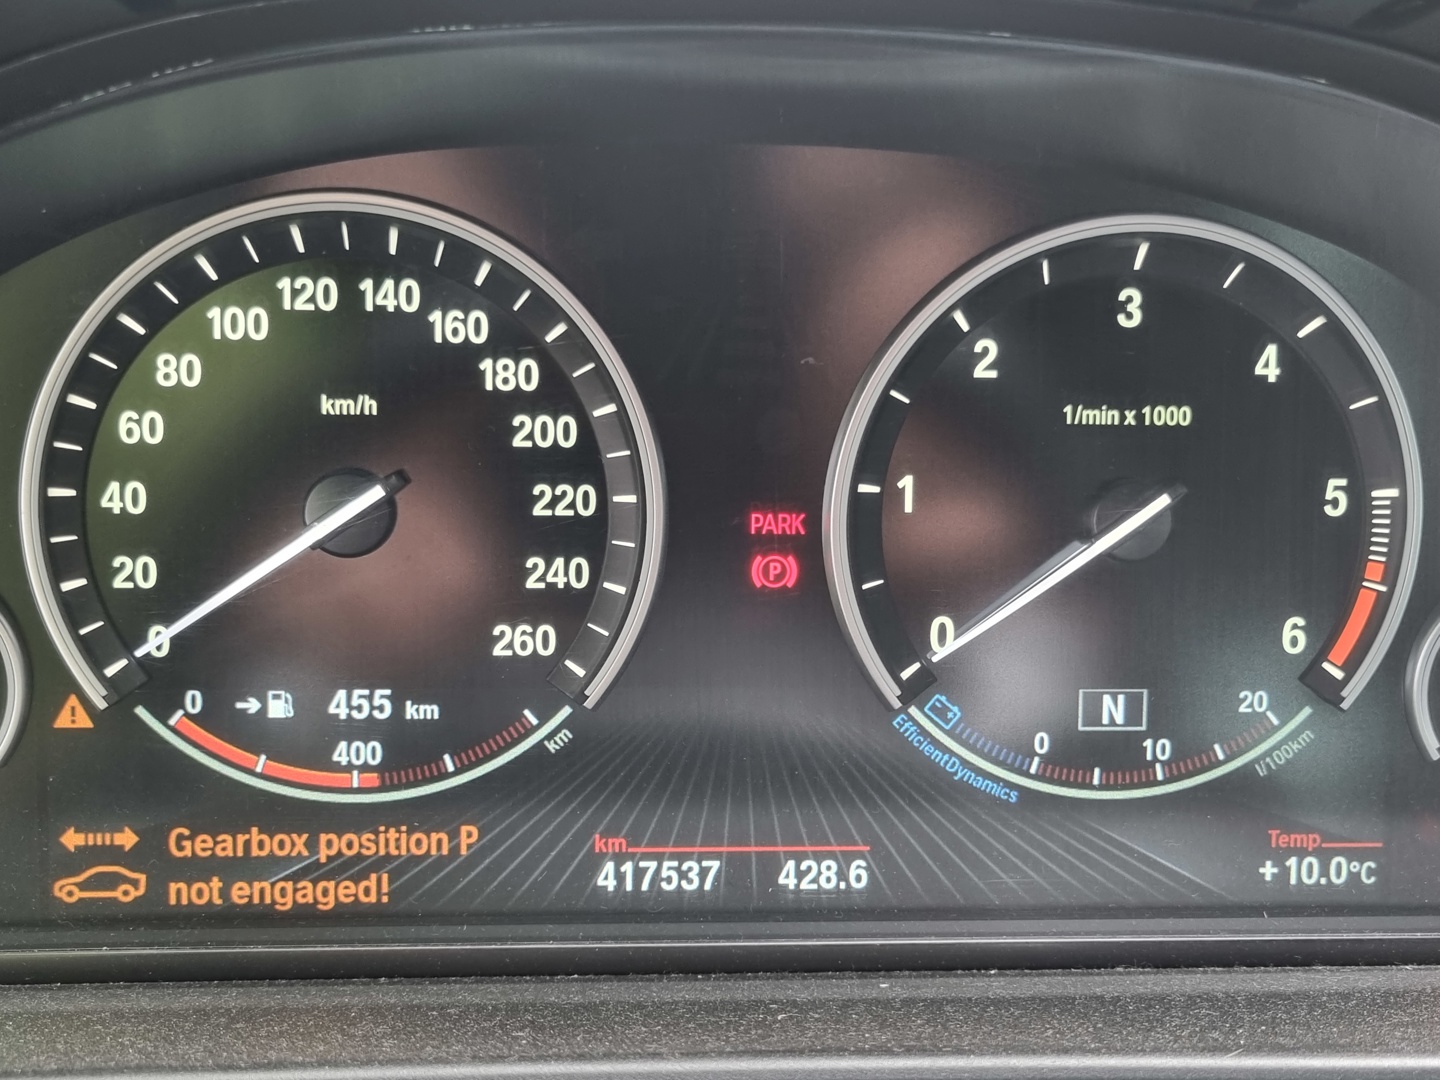 120 140
100 160
80 180
60 200
40 220
20 240
0 260
km/h
0 455 km
400
km
PARK
P
3
2 4
1/min x 1000
1 5
0 6
N
0 10 20
l/100km
EfficientDynamics
Gearbox position P
not engaged!
km
417537 428.6
Temp
+10.0°C